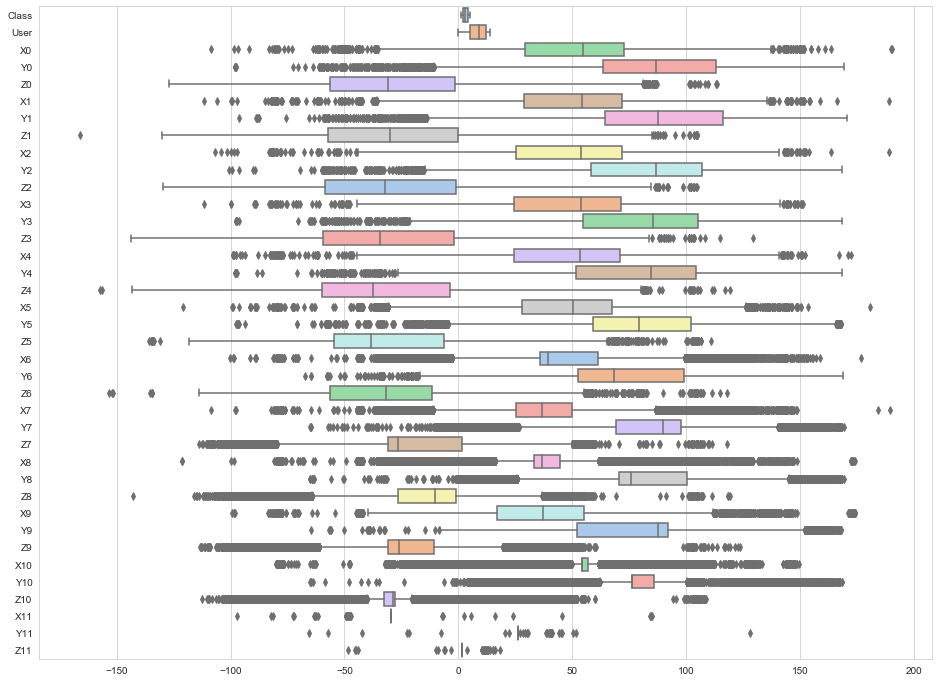 Class
User
X0
Y0
Z0
X1
Y1
Z1
X2
Y2
Z2
X3
Y3
Z3
X4
Y4
Z4
X5
Y5
Z5
X6
Y6
Z6
X7
Y7
Z7
X8
Y8
Z8
X9
Y9
Z9
X10
Y10
Z10
X11
Y11
Z11
−150 −100 −50 0 50 100 150 200